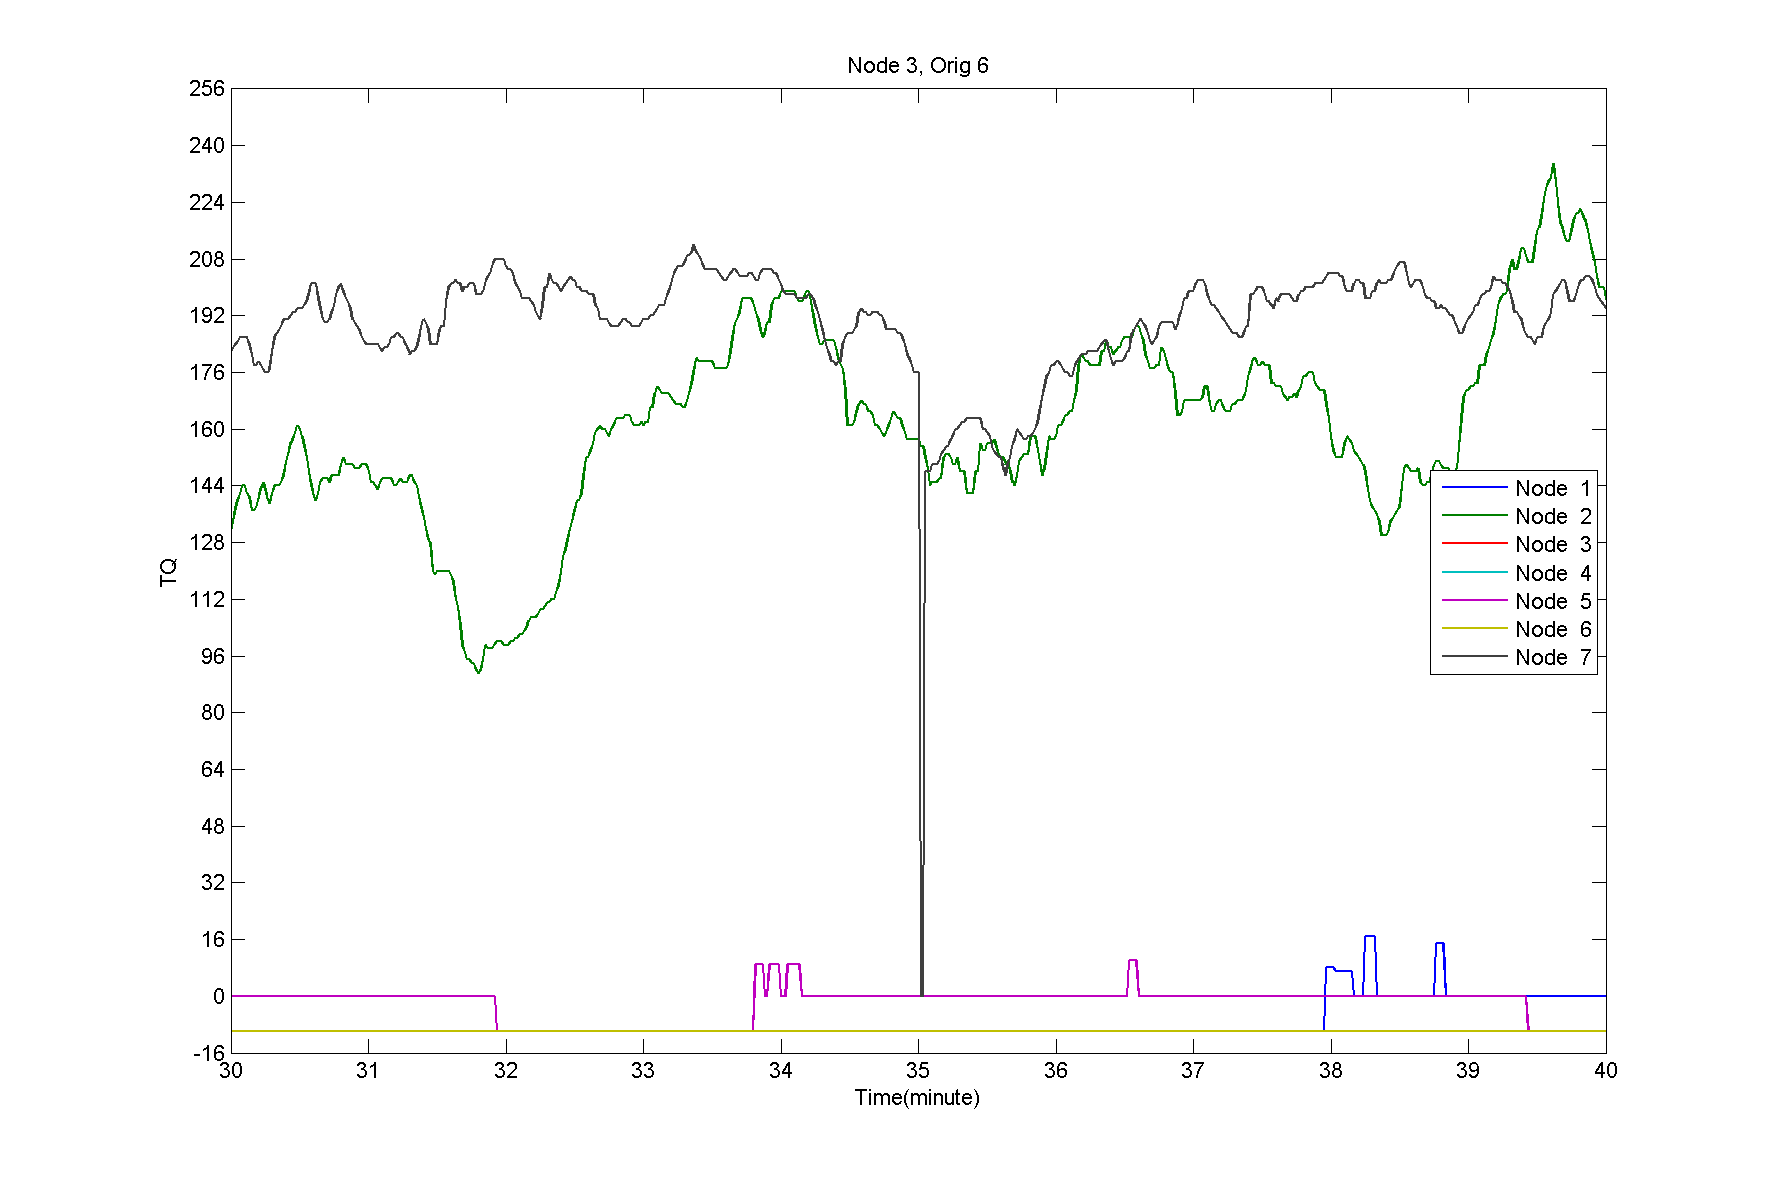 Node 3, Orig 6
256
240
224
208
192
176
160
144
128
112
96
80
64
48
32
16
0
-16
TQ
Node 1
Node 2
Node 3
Node 4
Node 5
Node 6
Node 7
30 31 32 33 34 35 36 37 38 39 40
Time(minute)